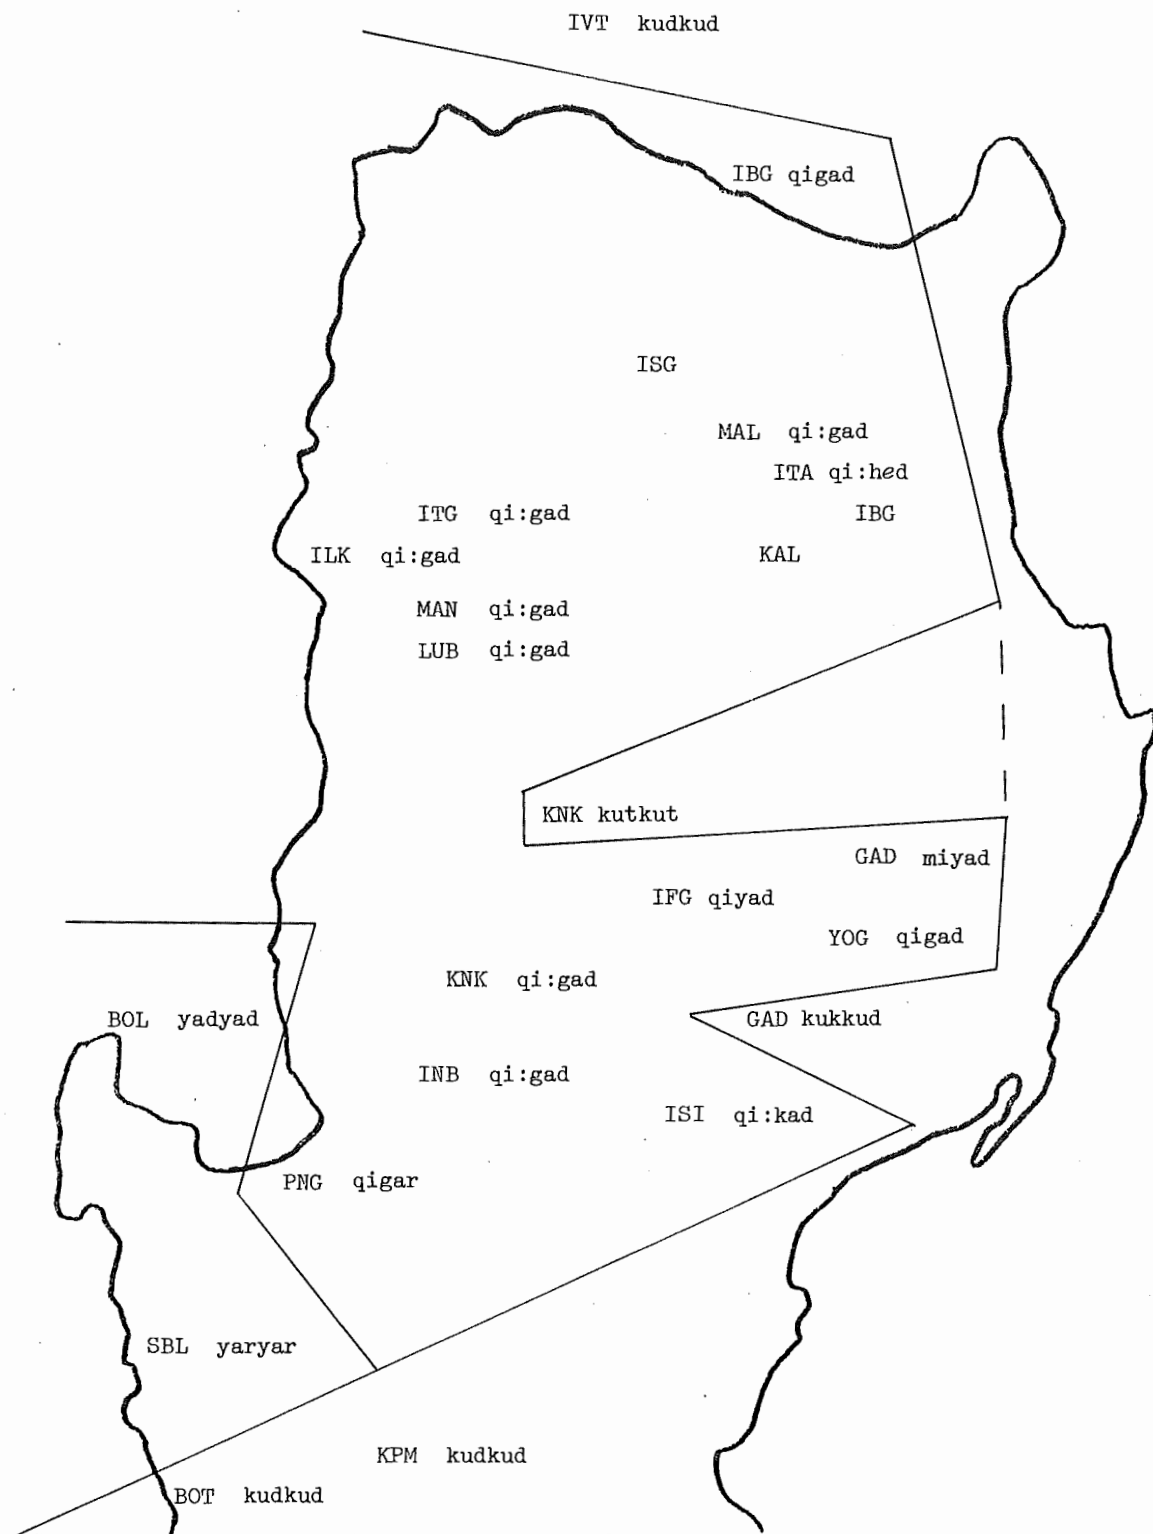 IVT kudkud
IBG qigad
ISG
MAL qi:gad
ITA qi:hed
ITG qi:gad
IBG
ILK qi:gad
KAL
MAN qi:gad
LUB qi:gad
KNK kutkut
GAD miyad
IFG qiyad
YOG qigad
KNK qi:gad
BOL yadyad
GAD kukkud
INB qi:gad
ISI qi:kad
PNG qigar
SBL yaryar
KPM kudkud
BOT kudkud